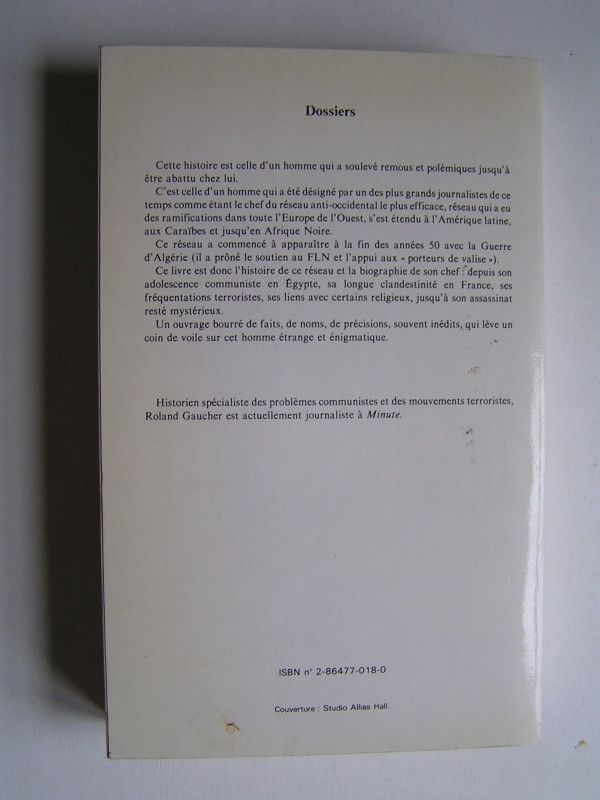 Dossiers
Cette histoire est celle d'un homme qui a soulevé remous et polémiques jusqu'à
être abattu chez lui.
C'est celle d'un homme qui a été désigné par un des plus grands journalistes de ce
temps comme étant le chef du réseau anti-occidental le plus efficace, réseau qui a eu
des ramifications dans toute l'Europe de l'Ouest, s'est étendu à l'Amérique latine,
aux Caraïbes et jusqu'en Afrique Noire.
Ce réseau a commencé à apparaître à la fin des années 50 avec la Guerre
d'Algérie (il a prôné le soutien au FLN et l'appui aux « porteurs de valise »).
Ce livre est donc l'histoire de ce réseau et la biographie de son chef : depuis son
adolescence communiste en Égypte, sa longue clandestinité en France, ses
fréquentations terroristes, ses liens avec certains religieux, jusqu'à son assassinat
resté mystérieux.
Un ouvrage bourré de faits, de noms, de précisions, souvent inédits, qui lève un
coin de voile sur cet homme étrange et énigmatique.
Historien spécialiste des problèmes communistes et des mouvements terroristes,
Roland Gaucher est actuellement journaliste à Minute.
ISBN n° 2-86477-018-0
Couverture : Studio Allias Hall.